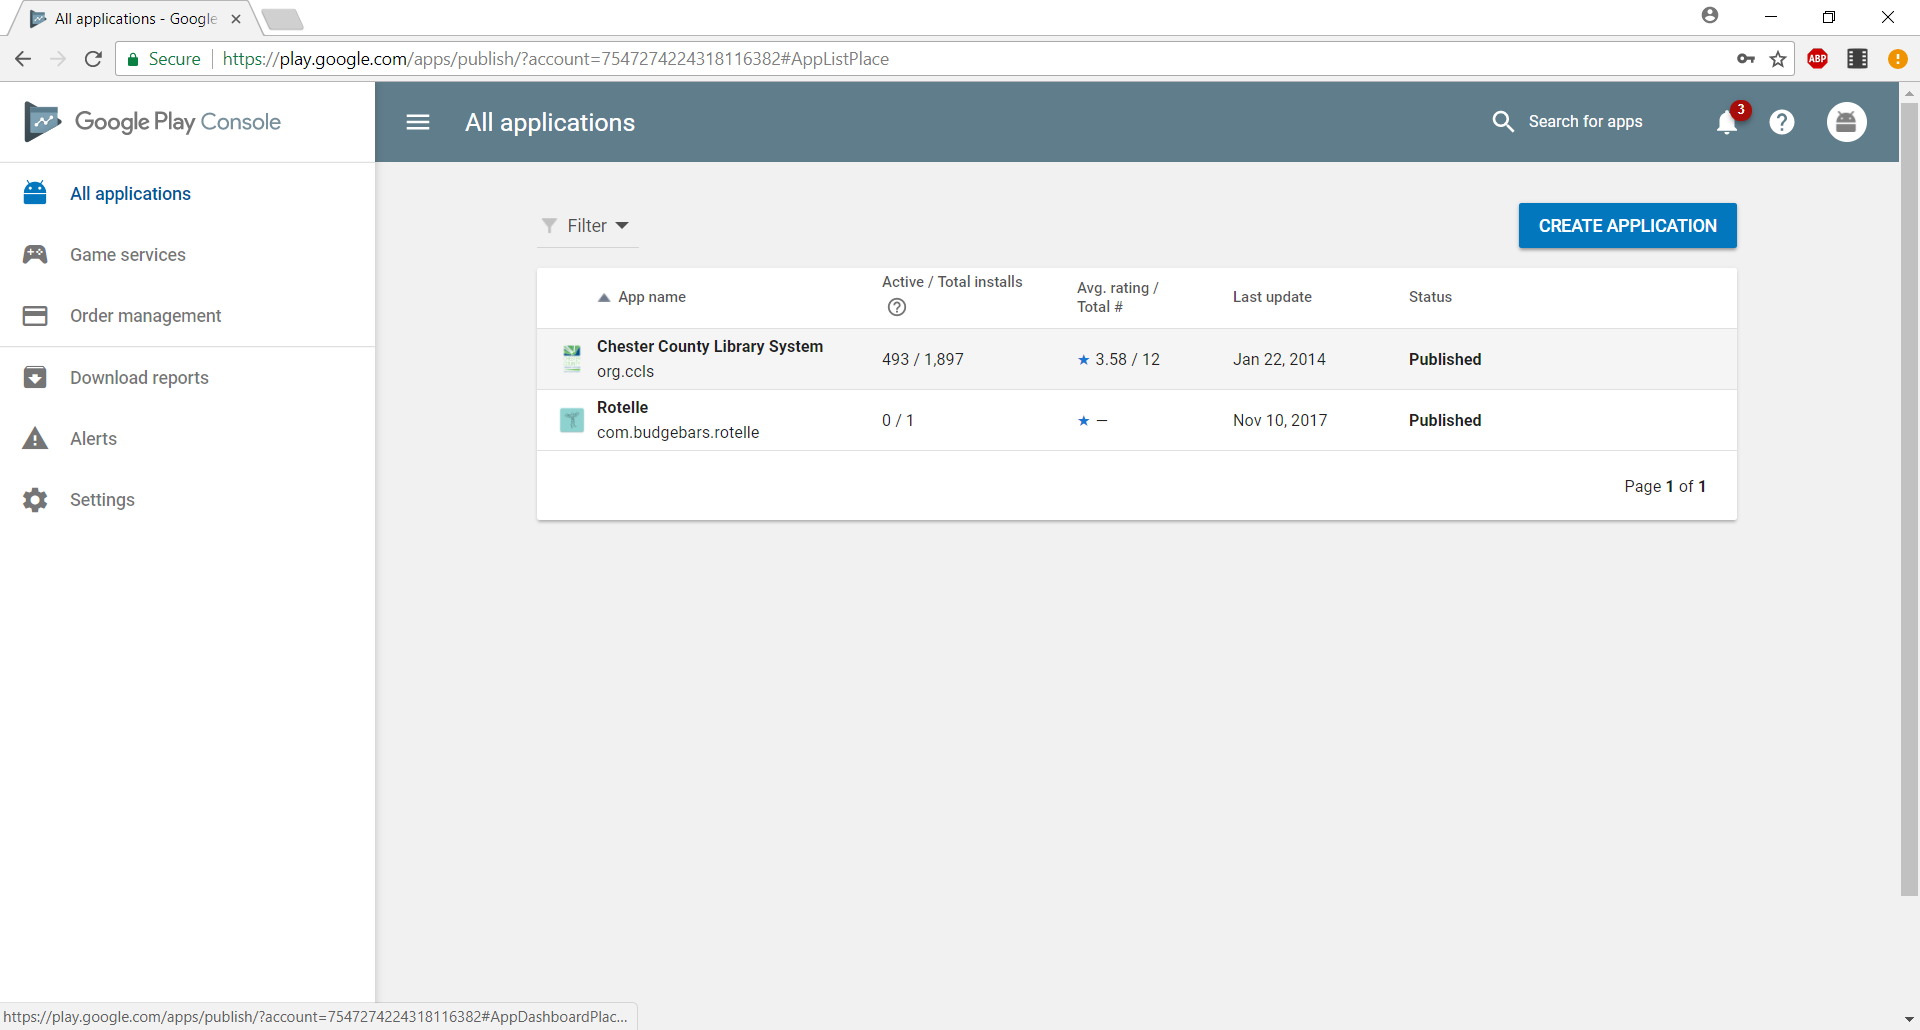 All applications - Google
Secure
https://play.google.com/apps/publish/?account=7547274224318116382#AppListPlace
ABP
Google Play Console
All applications
Search for apps
3
All applications
Game services
Order management
Download reports
Alerts
Settings
Filter
CREATE APPLICATION
App name
Active / Total installs
Avg. rating /
Total #
Last update
Status
Chester County Library System
org.ccls
493 / 1,897
★ 3.58 / 12
Jan 22, 2014
Published
Rotelle
com.budgebars.rotelle
0 / 1
★ —
Nov 10, 2017
Published
Page 1 of 1
https://play.google.com/apps/publish/?account=7547274224318116382#AppDashboardPlac...